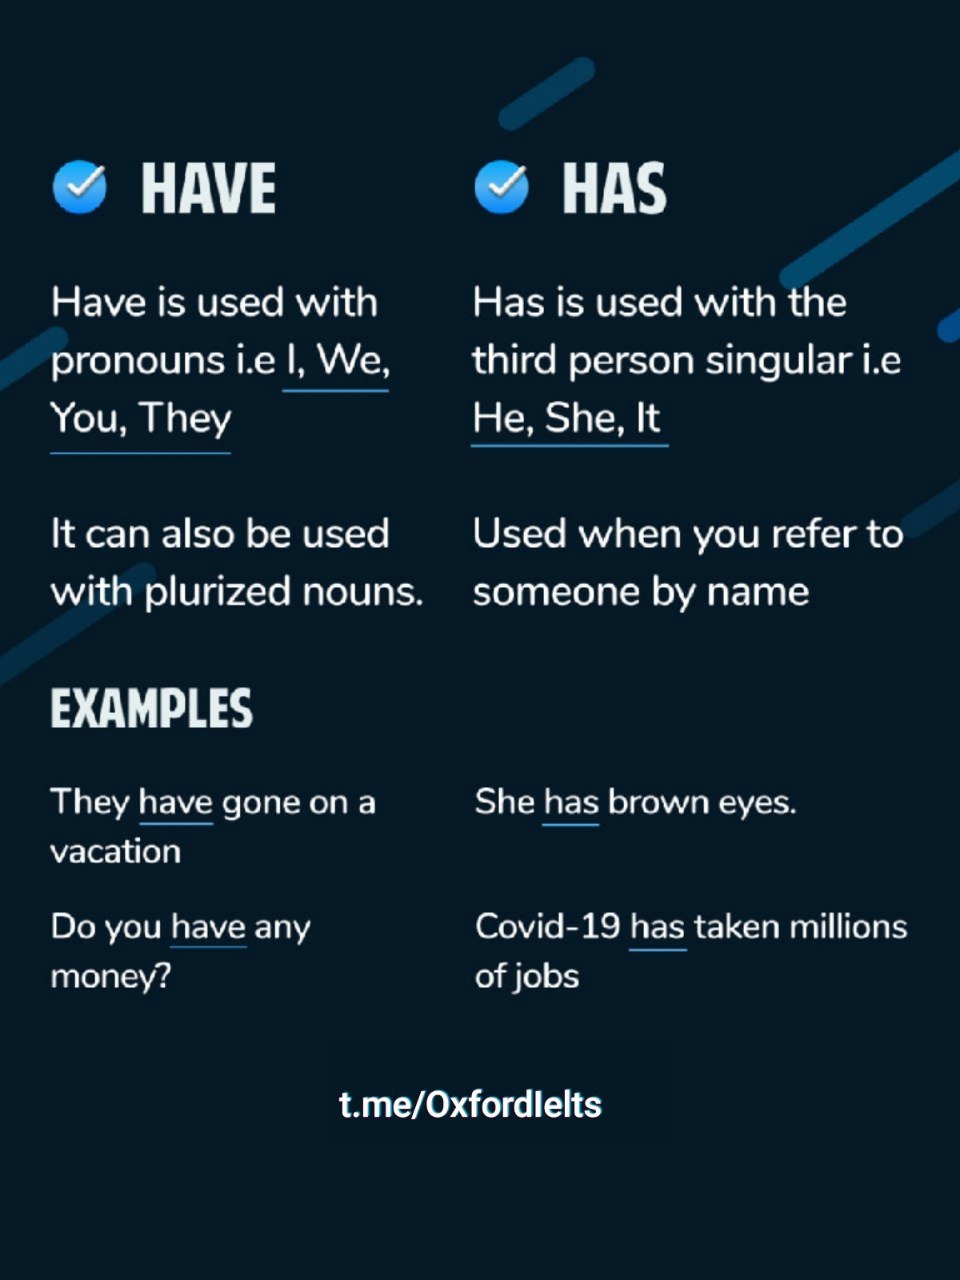 HAVE
Have is used with
pronouns i.e I, We,
You, They
It can also be used
with plurized nouns.
HAS
Has is used with the
third person singular i.e
He, She, It
Used when you refer to
someone by name
EXAMPLES
They have gone on a
vacation
Do you have any
money?
She has brown eyes.
Covid-19 has taken millions
of jobs
t.me/OxfordIelts